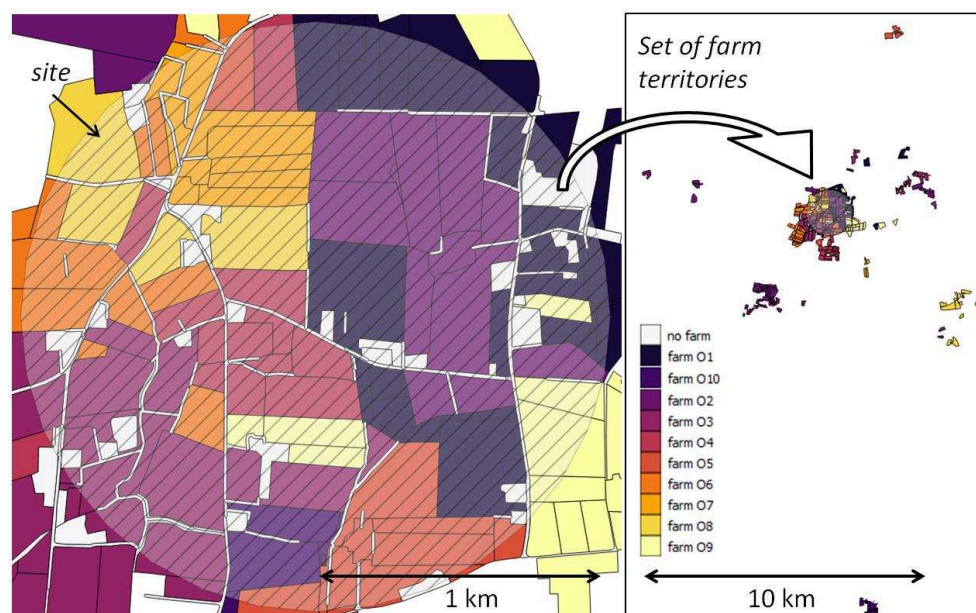 site
Set of farm
territories
no farm
farm O1
farm O10
farm O2
farm O3
farm O4
farm O5
farm O6
farm O7
farm O8
farm O9
1 km
10 km